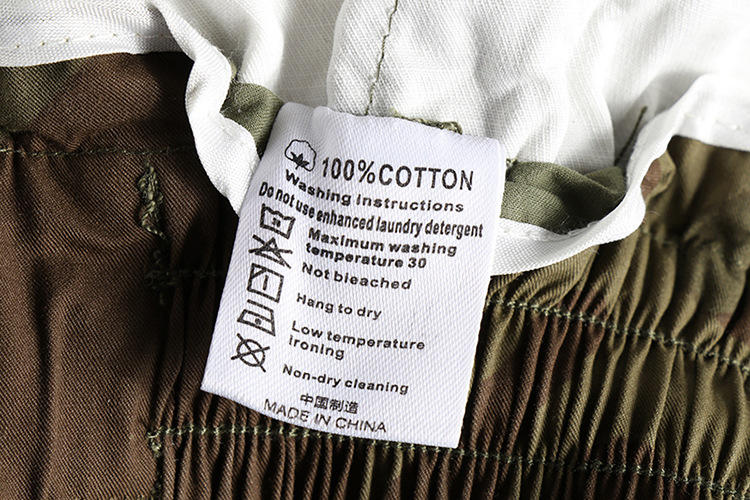 100%COTTON
Washing instructions
Do not use enhanced laundry detergent
Maximum washing
temperature 30
Not bleached
Hang to dry
Low temperature
ironing
Non-dry cleaning
中国制造
MADE IN CHINA